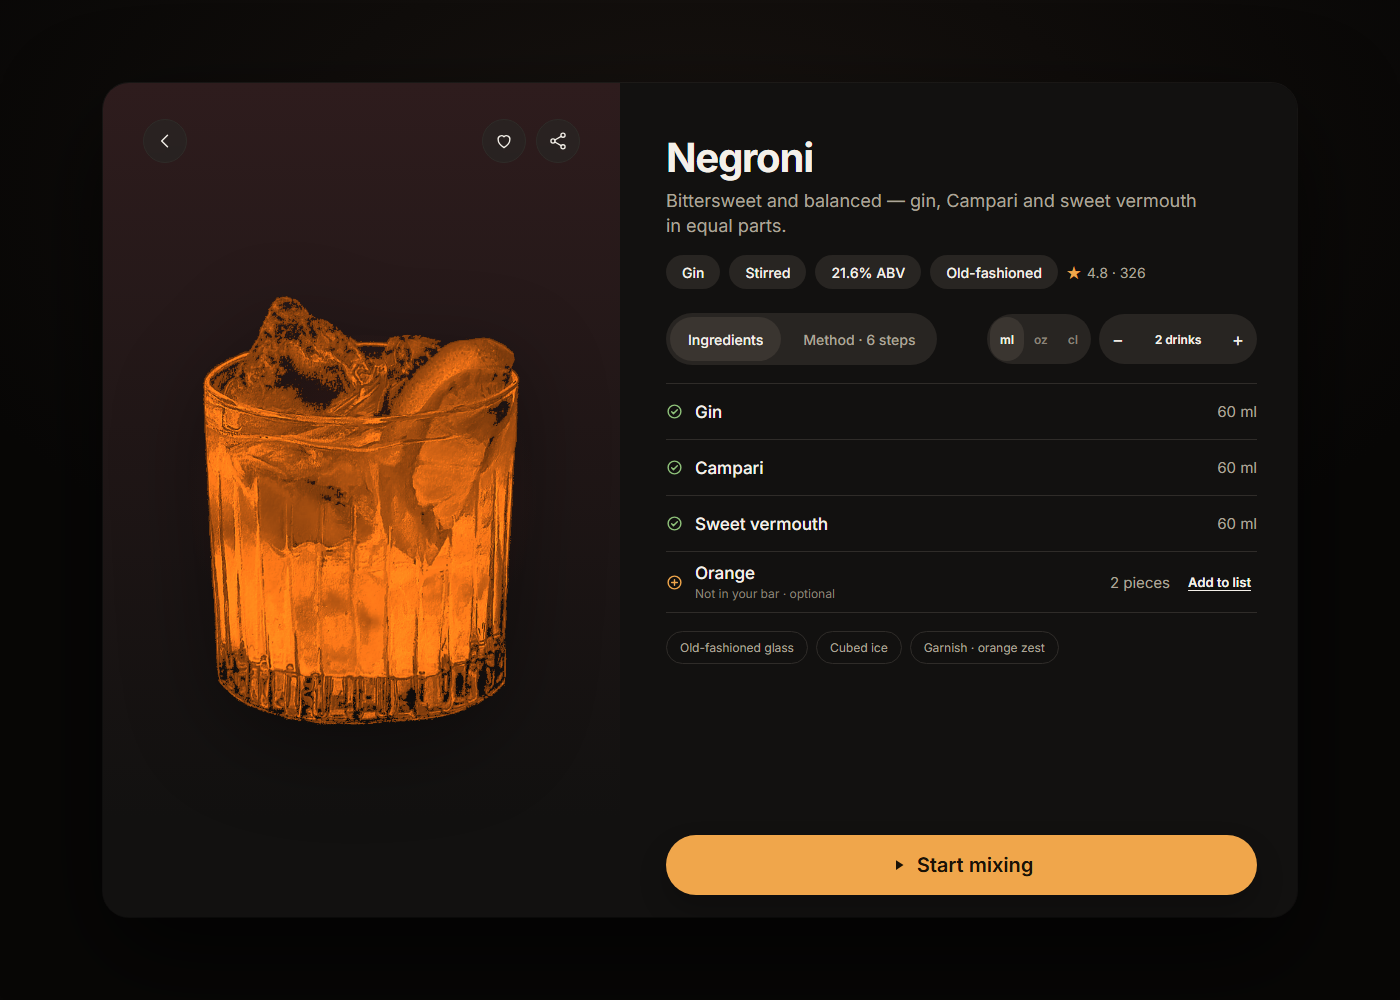 Negroni
Bittersweet and balanced — gin, Campari and sweet vermouth
in equal parts.
Gin Stirred 21.6% ABV Old-fashioned ★ 4.8 · 326
Ingredients Method · 6 steps ml oz cl − 2 drinks +
Gin 60 ml
Campari 60 ml
Sweet vermouth 60 ml
Orange
Not in your bar · optional
2 pieces Add to list
Old-fashioned glass Cubed ice Garnish · orange zest
Start mixing